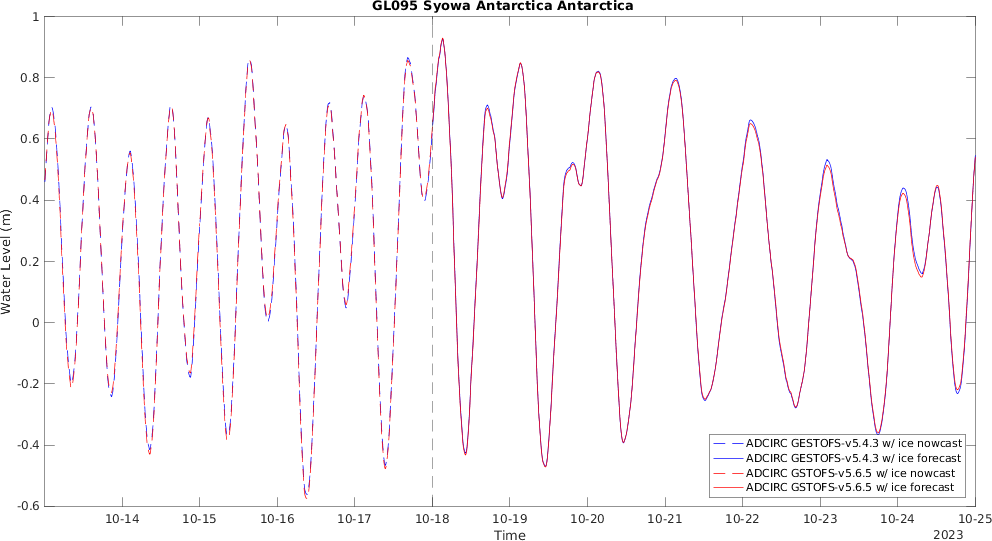 GL095 Syowa Antarctica Antarctica
1
0.8
0.6
0.4
0.2
0
-0.2
-0.4
-0.6
Water Level (m)
ADCIRC GESTOFS-v5.4.3 w/ ice nowcast
ADCIRC GESTOFS-v5.4.3 w/ ice forecast
ADCIRC GSTOFS-v5.6.5 w/ ice nowcast
ADCIRC GSTOFS-v5.6.5 w/ ice forecast
10-14 10-15 10-16 10-17 10-18 10-19 10-20 10-21 10-22 10-23 10-24 10-25
Time
2023